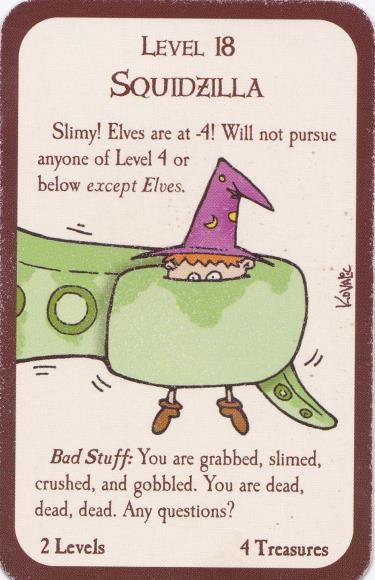 LEVEL 18
SQUIDZILLA
Slimy! Elves are at -4! Will not pursue
anyone of Level 4 or
below except Elves.
KOVALIC
Bad Stuff: You are grabbed, slimed,
crushed, and gobbled. You are dead,
dead, dead. Any questions?
2 Levels
4 Treasures